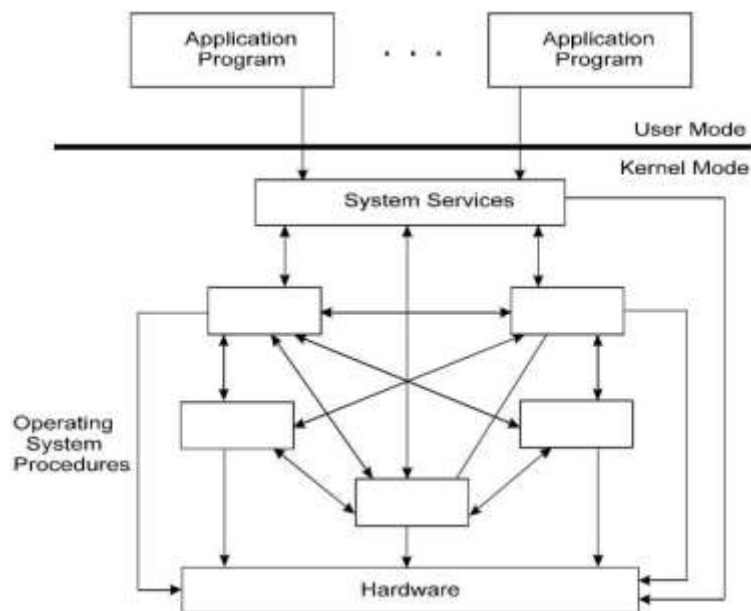 Application
Program
. . .
Application
Program
User Mode
Kernel Mode
System Services
Operating
System
Procedures
Hardware